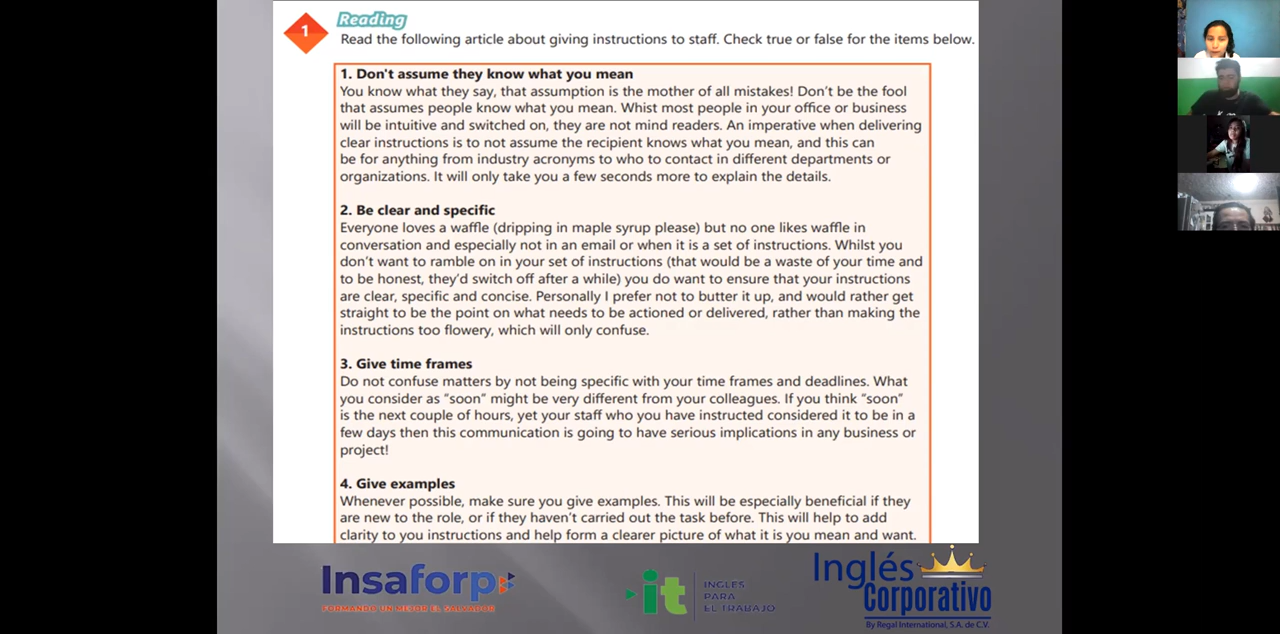 1
Reading
Read the following article about giving instructions to staff. Check true or false for the items below.
1. Don't assume they know what you mean
You know what they say, that assumption is the mother of all mistakes! Don't be the fool
that assumes people know what you mean. Whist most people in your office or business
will be intuitive and switched on, they are not mind readers. An imperative when delivering
clear instructions is to not assume the recipient knows what you mean, and this can
be for anything from industry acronyms to who to contact in different departments or
organizations. It will only take you a few seconds more to explain the details.
2. Be clear and specific
Everyone loves a waffle (dripping in maple syrup please) but no one likes waffle in
conversation and especially not in an email or when it is a set of instructions. Whilst you
don't want to ramble on in your set of instructions (that would be a waste of your time and
to be honest, they'd switch off after a while) you do want to ensure that your instructions
are clear, specific and concise. Personally I prefer not to butter it up, and would rather get
straight to be the point on what needs to be actioned or delivered, rather than making the
instructions too flowery, which will only confuse.
3. Give time frames
Do not confuse matters by not being specific with your time frames and deadlines. What
you consider as “soon” might be very different from your colleagues. If you think “soon”
is the next couple of hours, yet your staff who you have instructed considered it to be in a
few days then this communication is going to have serious implications in any business or
project!
4. Give examples
Whenever possible, make sure you give examples. This will be especially beneficial if they
are new to the role, or if they haven't carried out the task before. This will help to add
clarity to you instructions and help form a clearer picture of what it is you mean and want.
Insaforp
FORMANDO UN MEJOR EL SALVADOR
it
INGLES
PARA
EL TRABAJO
Inglés
Corporativo
By Regal International, S.A. de C.V.